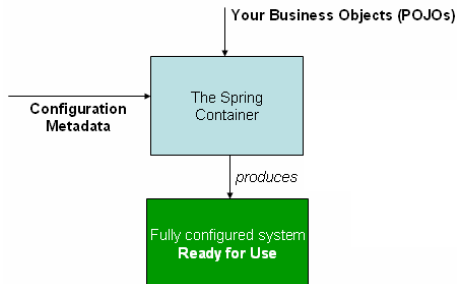 Your Business Objects (POJOs)
The Spring
Container
Configuration
Metadata
produces
Fully configured system
Ready for Use